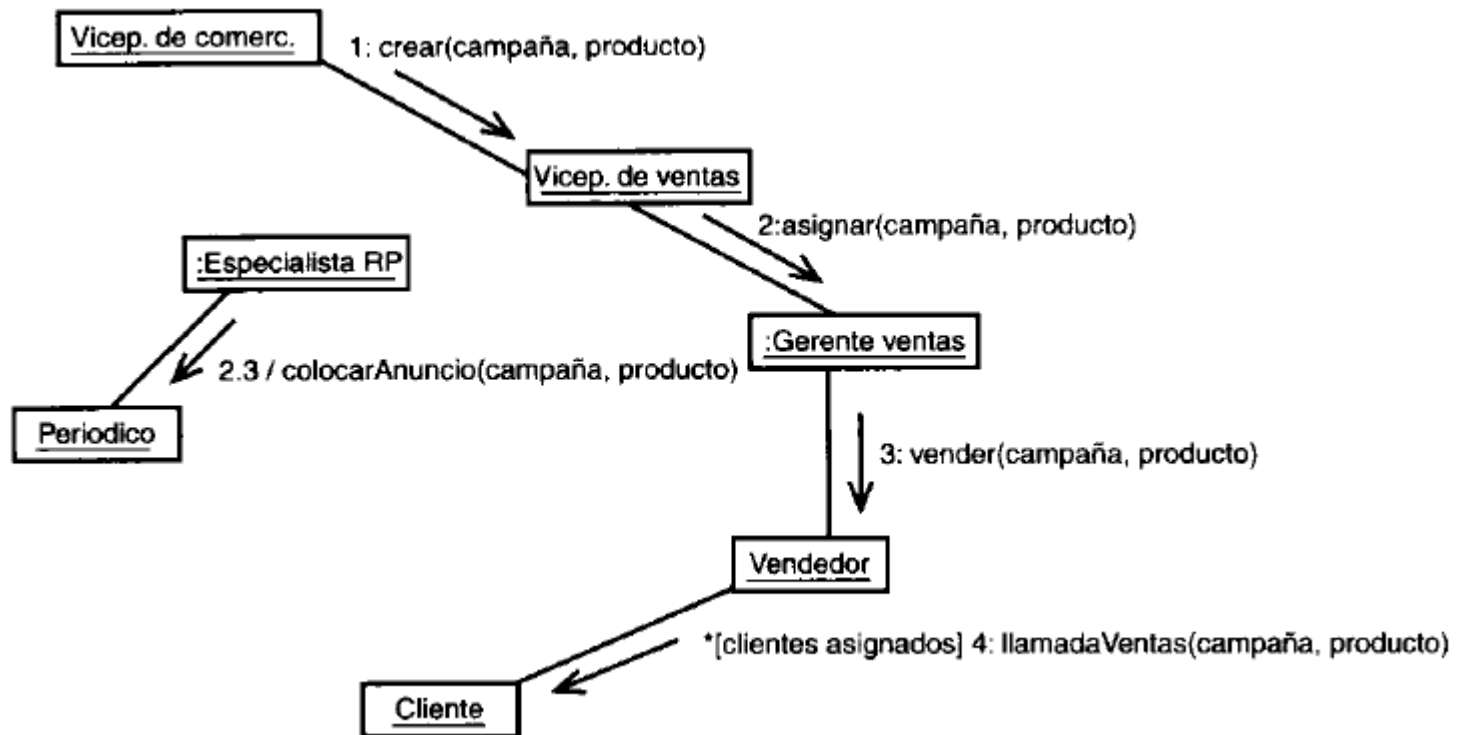 Vicep. de comerc.
1: crear(campaña, producto)
Vicep. de ventas
2:asignar(campaña, producto)
:Especialista RP
:Gerente ventas
2.3 / colocarAnuncio(campaña, producto)
Periodico
3: vender(campaña, producto)
Vendedor
*[clientes asignados] 4: llamadaVentas(campaña, producto)
Cliente